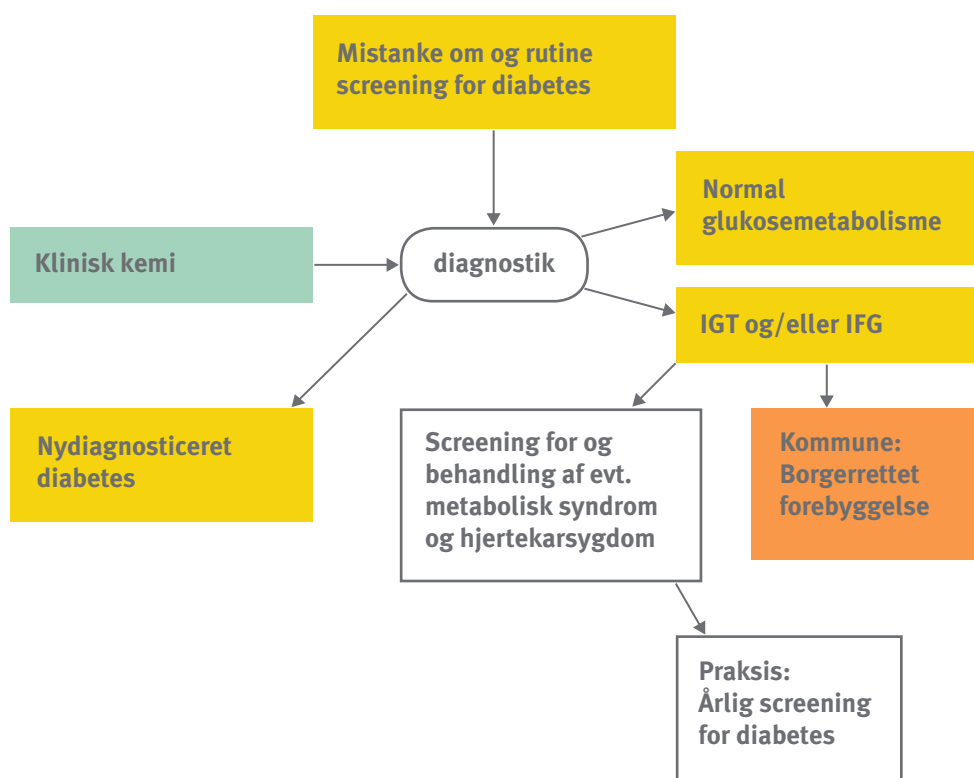 Mistanke om og rutine
screening for diabetes
Normal
glukosemetabolisme
Klinisk kemi
diagnostik
IGT og/eller IFG
Nydiagnosticeret
diabetes
Screening for og
behandling af evt.
metabolisk syndrom
og hjertekarsygdom
Kommune:
Borgerrettet
forebyggelse
Praksis:
Årlig screening
for diabetes